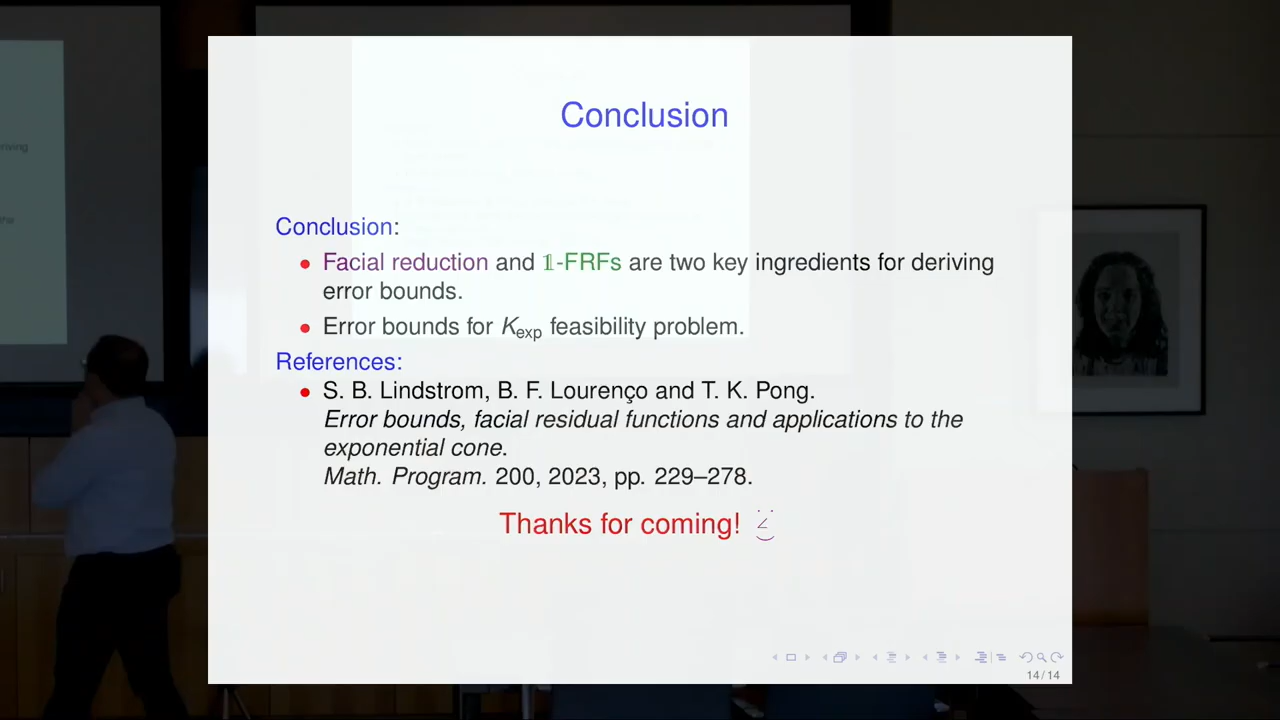 Conclusion
Conclusion:
Facial reduction and 𝟙-FRFs are two key ingredients for deriving
error bounds.
Error bounds for K_exp feasibility problem.
References:
S. B. Lindstrom, B. F. Lourenço and T. K. Pong.
Error bounds, facial residual functions and applications to the
exponential cone.
Math. Program. 200, 2023, pp. 229–278.
Thanks for coming!
14/14